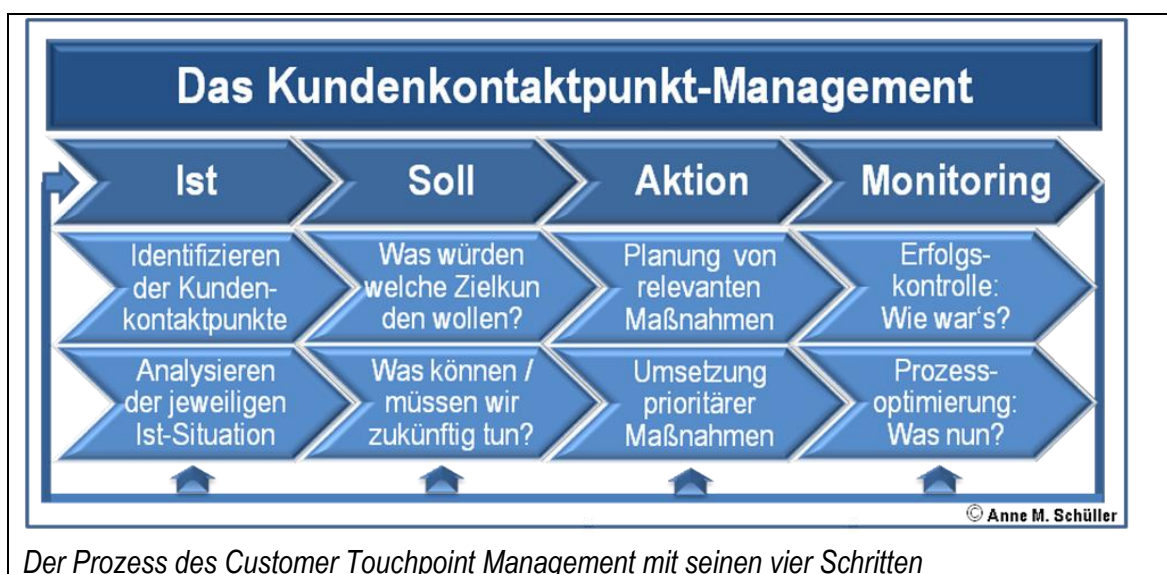 Das Kundenkontaktpunkt-Management
Ist
Soll
Aktion
Monitoring
Identifizieren
der Kunden-
kontaktpunkte
Was würden
welche Zielkun
den wollen?
Planung von
relevanten
Maßnahmen
Erfolgs-
kontrolle:
Wie war's?
Analysieren
der jeweiligen
Ist-Situation
Was können /
müssen wir
zukünftig tun?
Umsetzung
prioritärer
Maßnahmen
Prozess-
optimierung:
Was nun?
© Anne M. Schüller
Der Prozess des Customer Touchpoint Management mit seinen vier Schritten